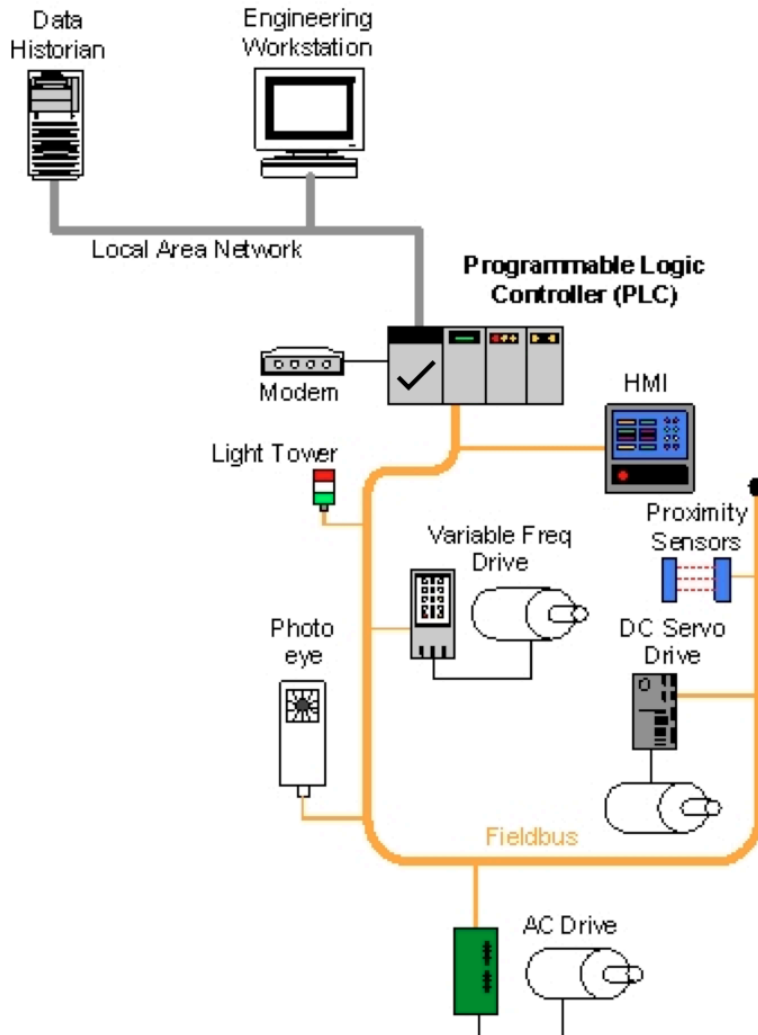 Data
Historian
Engineering
Workstation
Local Area Network
Programmable Logic
Controller (PLC)
Modem
HMI
Light Tower
Proximity
Sensors
Variable Freq
Drive
Photo
eye
DC Servo
Drive
Fieldbus
AC Drive